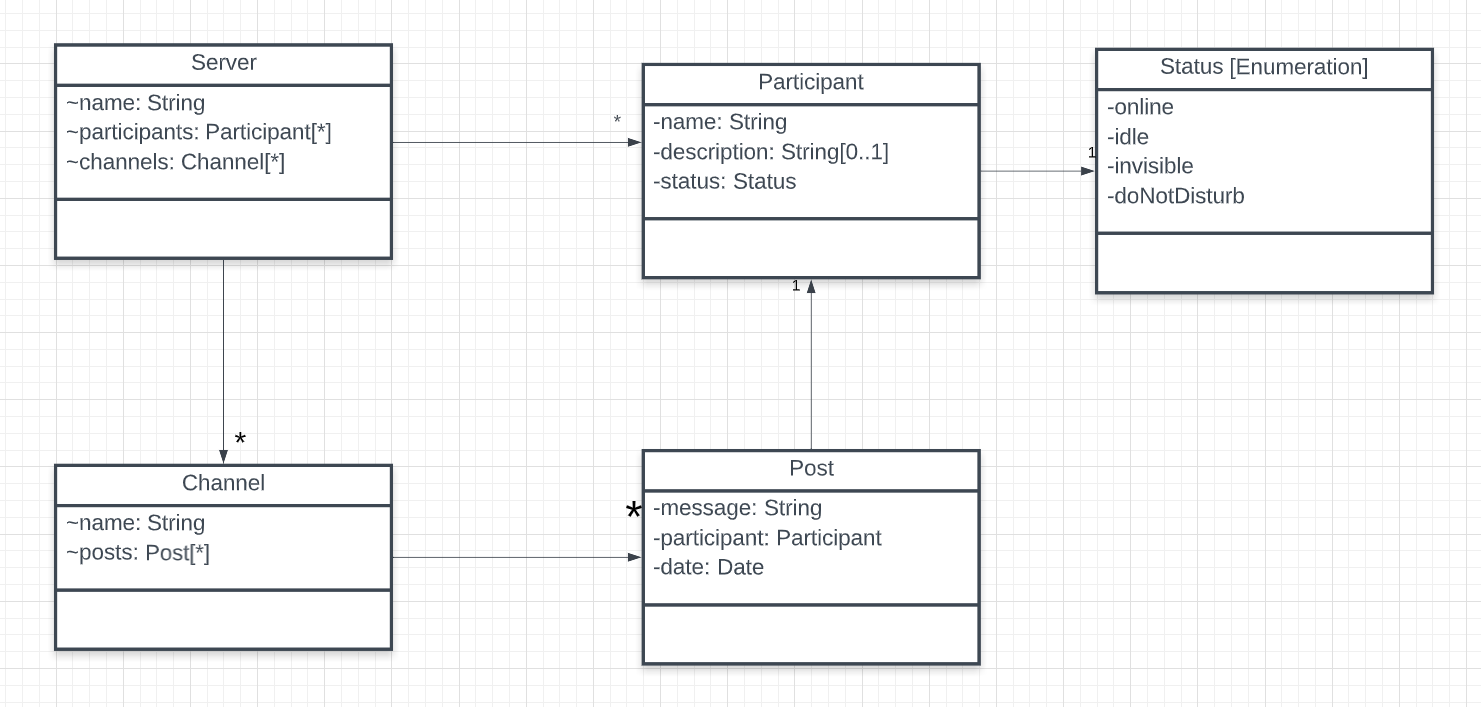 Server
~name: String
~participants: Participant[*]
~channels: Channel[*]
*
Participant
-name: String
-description: String[0..1]
-status: Status
1
Status [Enumeration]
-online
-idle
-invisible
-doNotDisturb
*
1
Channel
~name: String
~posts: Post[*]
*
Post
-message: String
-participant: Participant
-date: Date